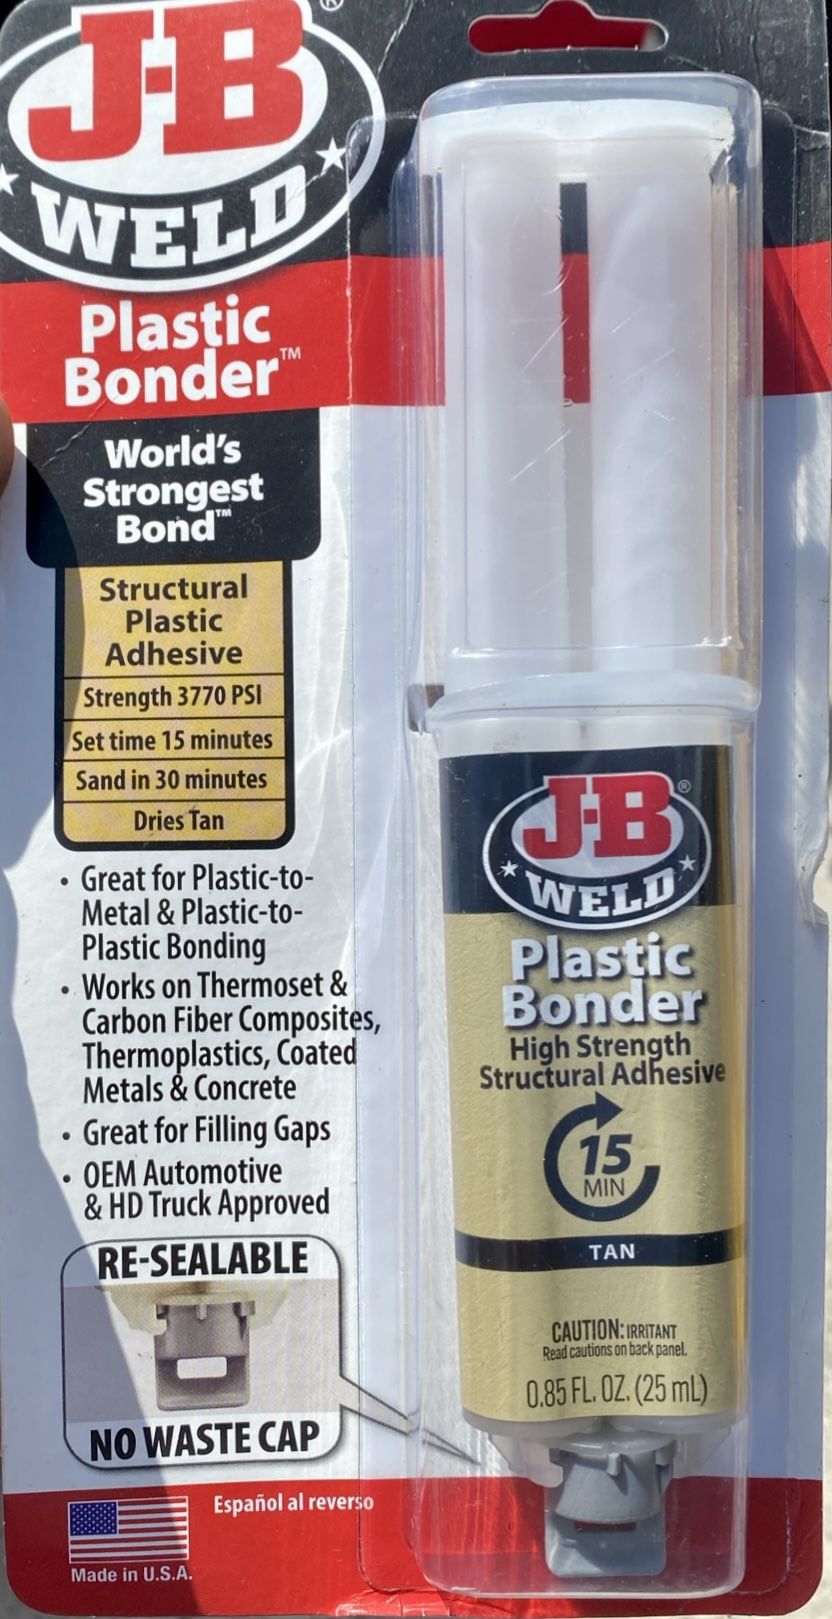 J-B
WELD
®
Plastic
Bonder™
World's
Strongest
Bond™
Structural
Plastic
Adhesive
Strength 3770 PSI
Set time 15 minutes
Sand in 30 minutes
Dries Tan
• Great for Plastic-to-
Metal & Plastic-to-
Plastic Bonding
• Works on Thermoset &
Carbon Fiber Composites,
Thermoplastics, Coated
Metals & Concrete
• Great for Filling Gaps
• OEM Automotive
& HD Truck Approved
RE-SEALABLE
NO WASTE CAP
Made in U.S.A.
Español al reverso
J-B®
WELD
Plastic
Bonder
High Strength
Structural Adhesive
15
MIN
TAN
CAUTION: IRRITANT
Read cautions on back panel.
0.85 FL. OZ. (25 mL)